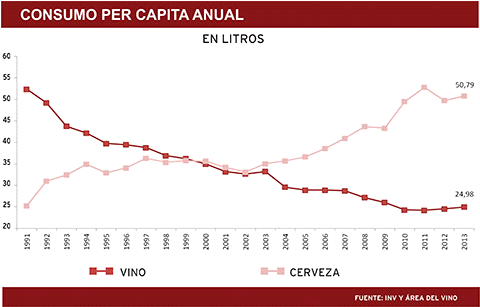 CONSUMO PER CAPITA ANUAL
EN LITROS
60
55
50
45
40
35
30
25
20
50,79
24,98
1991 1992 1993 1994 1995 1996 1997 1998 1999 2000 2001 2002 2003 2004 2005 2006 2007 2008 2009 2010 2011 2012 2013
VINO CERVEZA
FUENTE: INV Y ÁREA DEL VINO